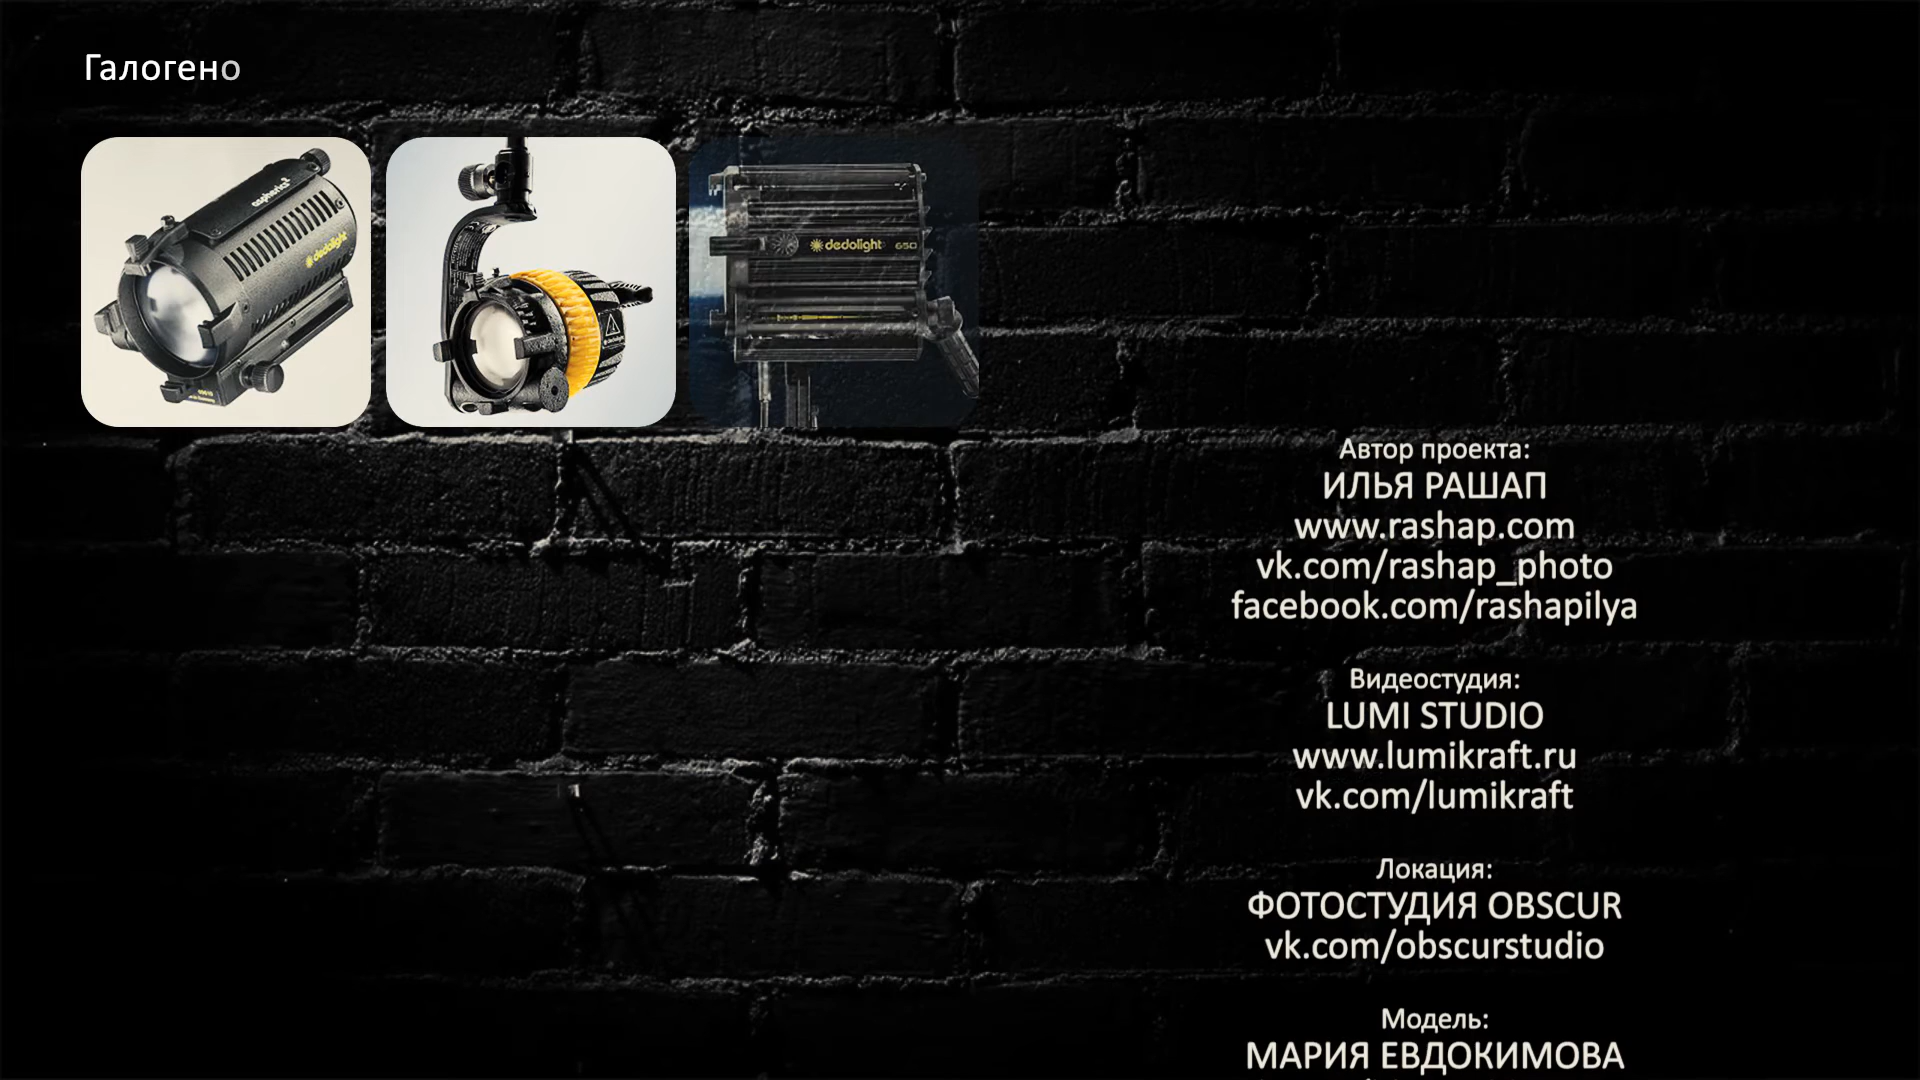 Галогено
aspherics²
dedolight
dedolight
dedolight 650
Автор проекта:
ИЛЬЯ РАШАП
www.rashap.com
vk.com/rashap_photo
facebook.com/rashapilya
Видеостудия:
LUMI STUDIO
www.lumikraft.ru
vk.com/lumikraft
Локация:
ФОТОСТУДИЯ OBSCUR
vk.com/obscurstudio
Модель:
МАРИЯ ЕВДОКИМОВА